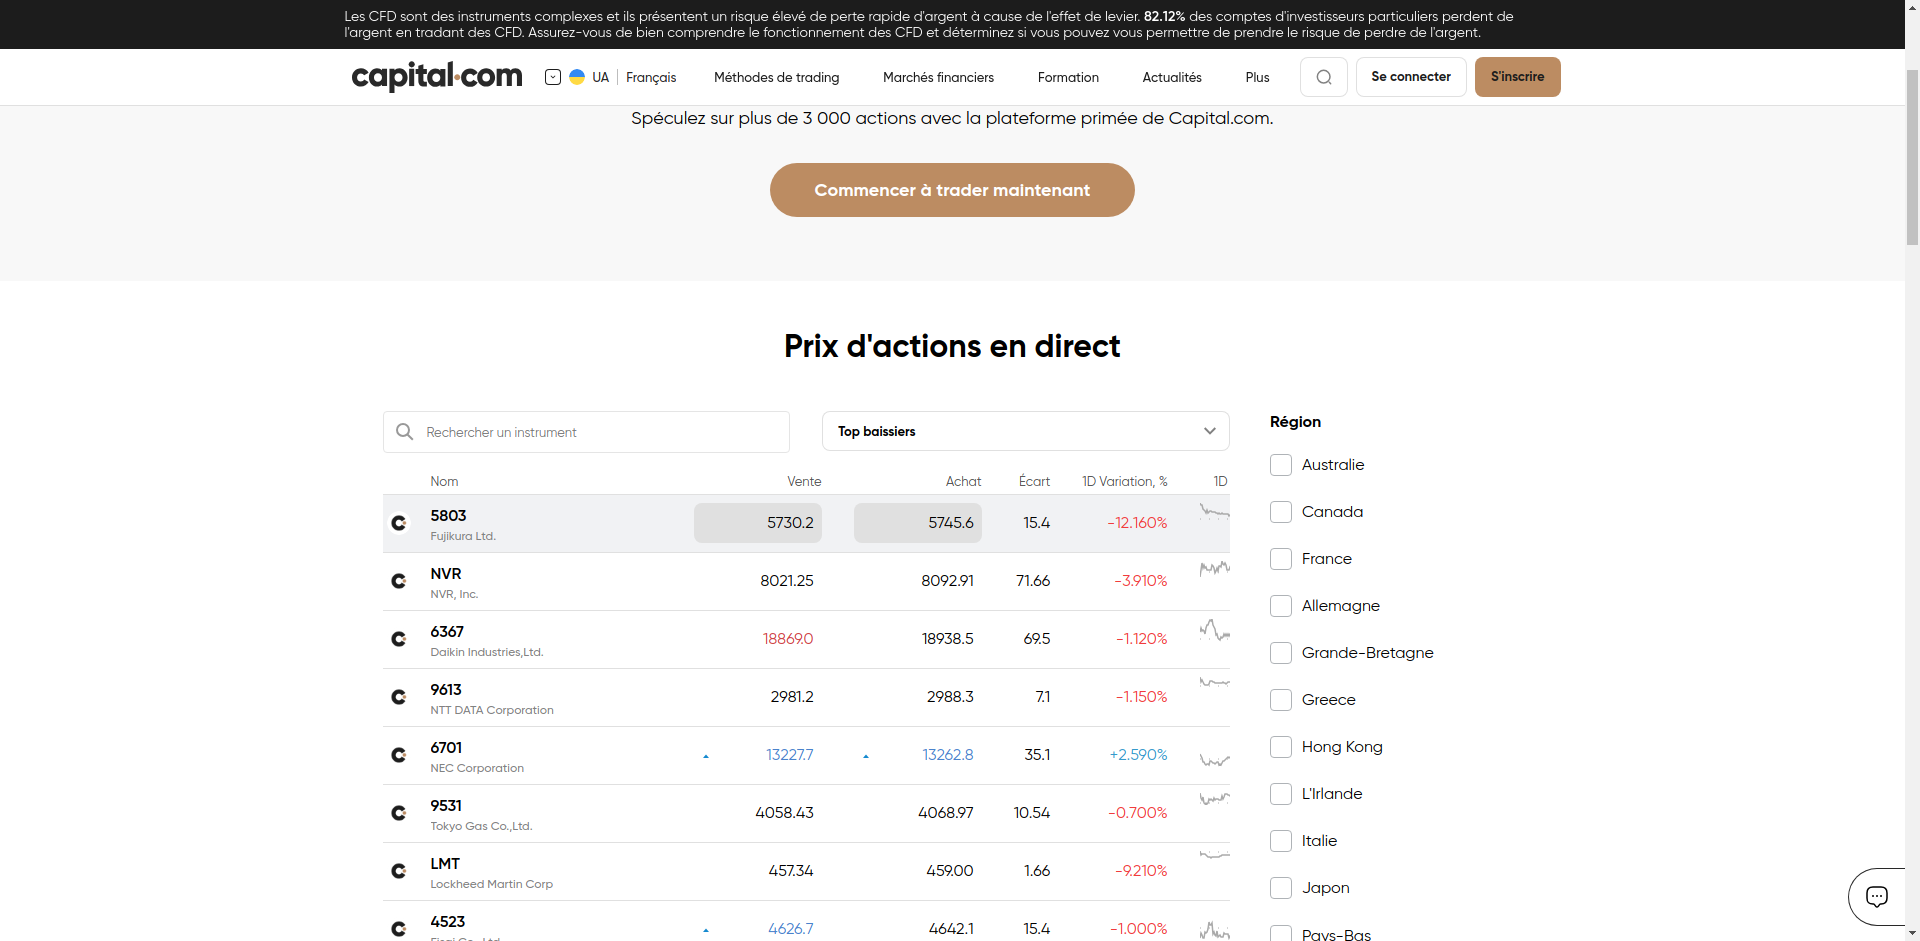 Les CFD sont des instruments complexes et ils présentent un risque élevé de perte rapide d'argent à cause de l'effet de levier. 82.12% des comptes d'investisseurs particuliers perdent de
l'argent en tradant des CFD. Assurez-vous de bien comprendre le fonctionnement des CFD et déterminez si vous pouvez vous permettre de prendre le risque de perdre de l'argent.
capital.com UA Français Méthodes de trading Marchés financiers Formation Actualités Plus Se connecter S'inscrire
Spéculez sur plus de 3 000 actions avec la plateforme primée de Capital.com.
Commencer à trader maintenant
Prix d'actions en direct
Rechercher un instrument
Top baissiers
Nom Vente Achat Écart 1D Variation, % 1D
5803 5730.2 5745.6 15.4 -12.160%
Fujikura Ltd.
NVR 8021.25 8092.91 71.66 -3.910%
NVR, Inc.
6367 18869.0 18938.5 69.5 -1.120%
Daikin Industries,Ltd.
9613 2981.2 2988.3 7.1 -1.150%
NTT DATA Corporation
6701 13227.7 13262.8 35.1 +2.590%
NEC Corporation
9531 4058.43 4068.97 10.54 -0.700%
Tokyo Gas Co.,Ltd.
LMT 457.34 459.00 1.66 -9.210%
Lockheed Martin Corp
4523 4626.7 4642.1 15.4 -1.000%
Région
Australie
Canada
France
Allemagne
Grande-Bretagne
Greece
Hong Kong
L'Irlande
Italie
Japon
Pays-Bas